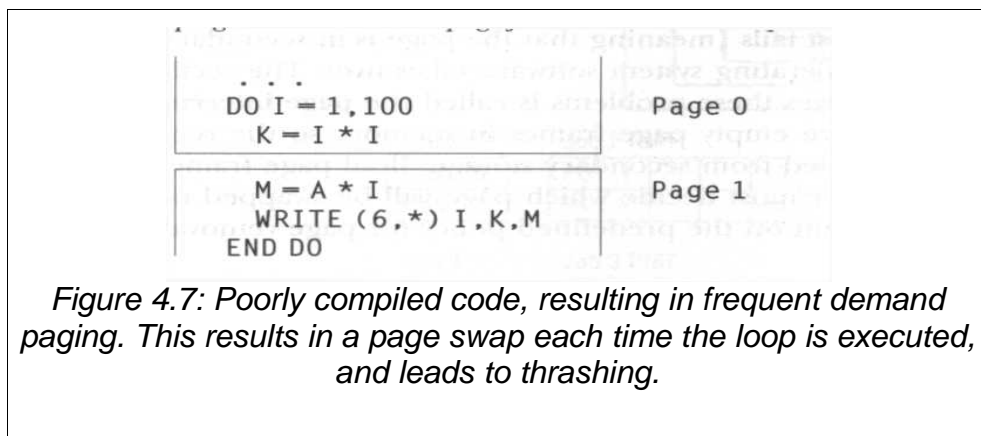 . . .
DO I = 1,100 Page 0
K = I * I
M = A * I Page 1
WRITE (6,*) I,K,M
END DO
Figure 4.7: Poorly compiled code, resulting in frequent demand
paging. This results in a page swap each time the loop is executed,
and leads to thrashing.